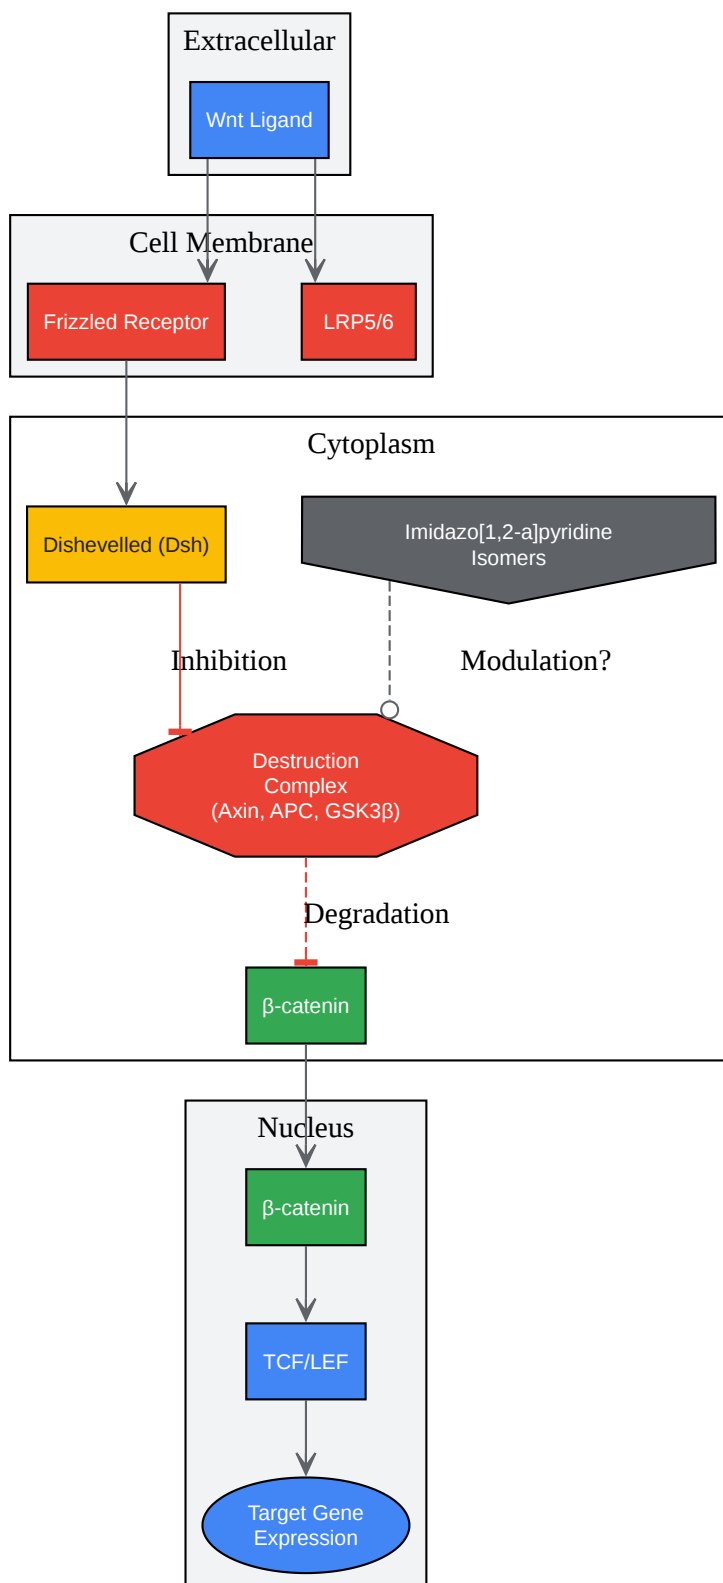 Extracellular
Wnt Ligand
Cell Membrane
Frizzled Receptor
LRP5/6
Cytoplasm
Dishevelled (Dsh)
Imidazo[1,2-a]pyridine
Isomers
Inhibition
Modulation?
Destruction
Complex
(Axin, APC, GSK3β)
Degradation
β-catenin
Nucleus
β-catenin
TCF/LEF
Target Gene
Expression